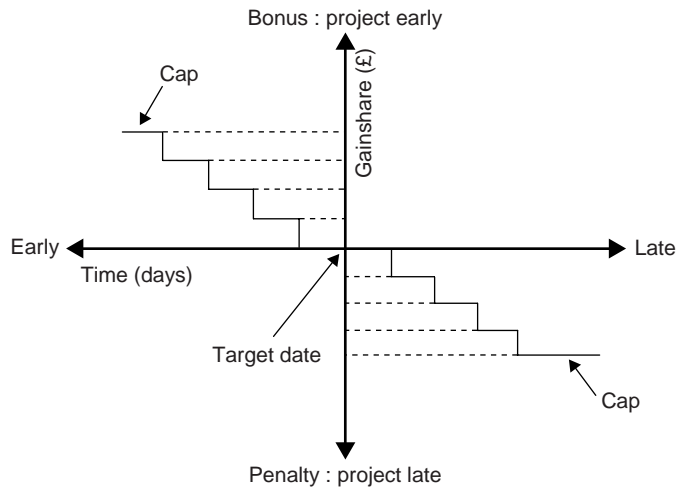 Bonus : project early
Cap
Gainshare (£)
Early
Late
Time (days)
Target date
Cap
Penalty : project late